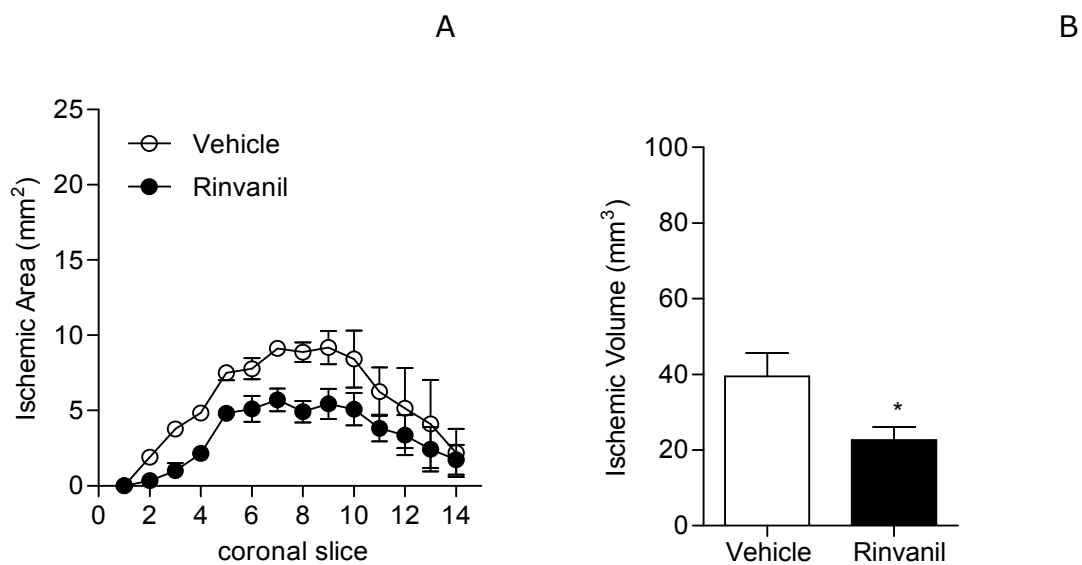 A
B
25
20
15
10
5
0
Ischemic Area (mm²)
Vehicle
Rinvanil
0 2 4 6 8 10 12 14
coronal slice
100
80
60
40
20
0
Ischemic Volume (mm³)
*
Vehicle Rinvanil